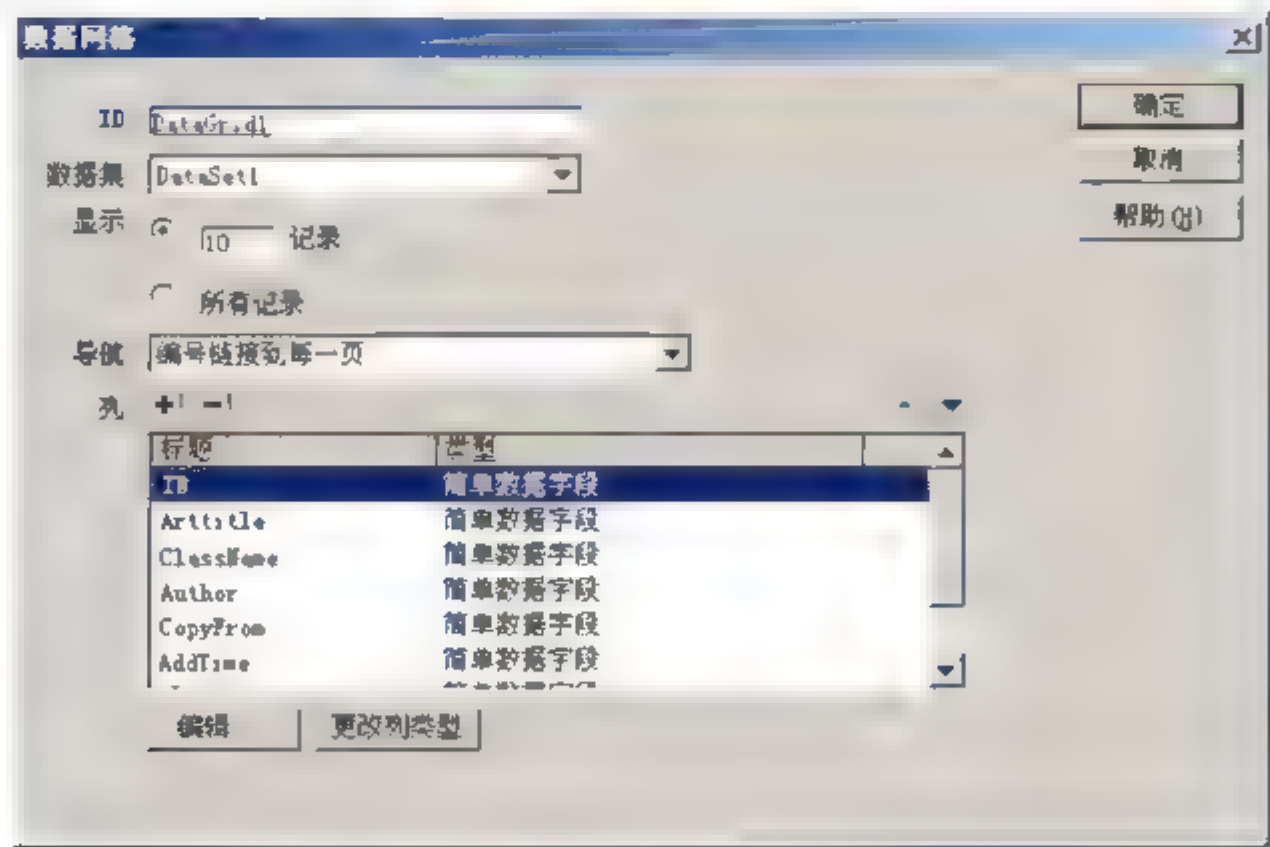 数据网格
ID DataGrid1
确定
数据集 DataSet1
取消
显示 10 记录
帮助(H)
所有记录
导航 编号链接到每一页
列
标题 类型
ID 简单数据字段
Arttitle 简单数据字段
ClassName 简单数据字段
Author 简单数据字段
CopyFrom 简单数据字段
AddTime 简单数据字段
编辑 更改列类型